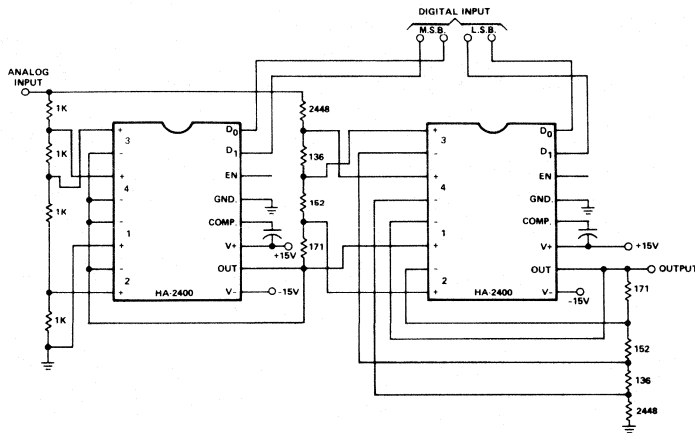 DIGITAL INPUT
M.S.B. L.S.B.
ANALOG
INPUT
1K
1K
1K
1K
+
3
-
+
4
-
-
1
+
-
2
+
D0
D1
EN
GND.
COMP.
V+
OUT
V-
HA-2400
+15V
-15V
2448
136
152
171
+
3
-
+
4
-
-
1
+
-
2
+
D0
D1
EN
GND.
COMP.
V+
OUT
V-
HA-2400
+15V
-15V
OUTPUT
171
152
136
2448